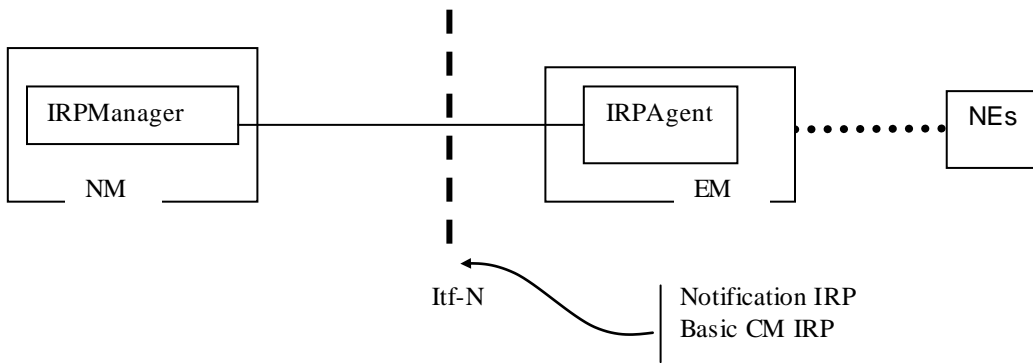 IRPManager
IRPAgent
NEs
NM
EM
Itf-N
Notification IRP
Basic CM IRP